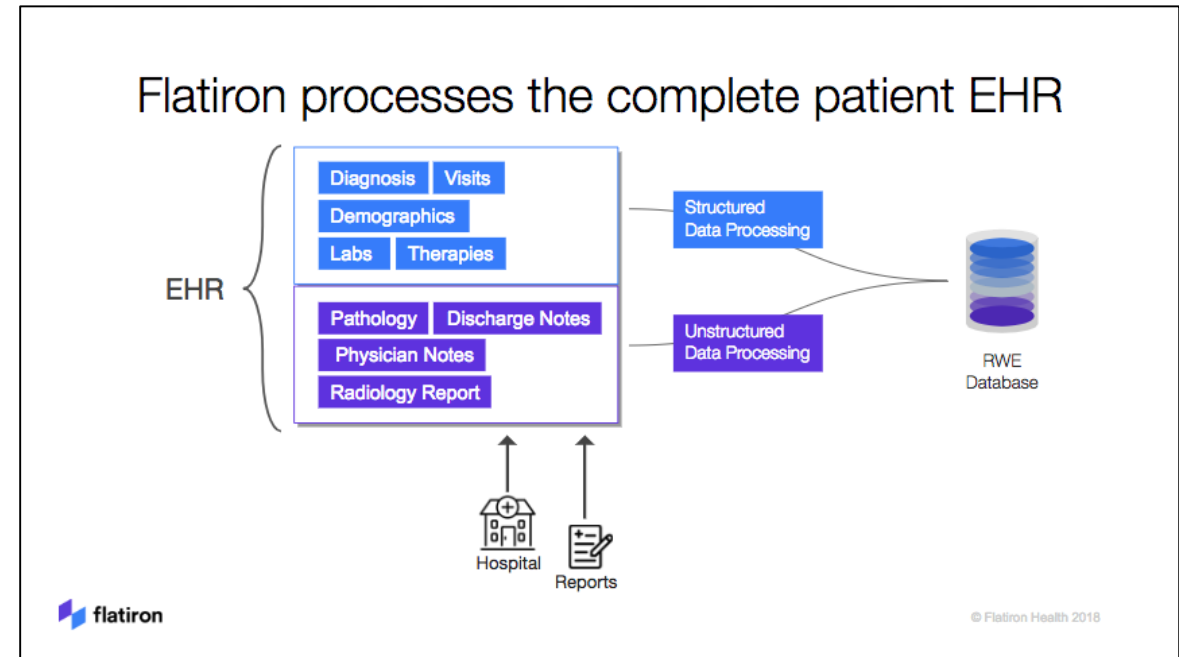 Flatiron processes the complete patient EHR
EHR
Diagnosis Visits
Demographics
Labs Therapies
Pathology Discharge Notes
Physician Notes
Radiology Report
Structured
Data Processing
Unstructured
Data Processing
RWE
Database
Hospital
Reports
flatiron
© Flatiron Health 2018